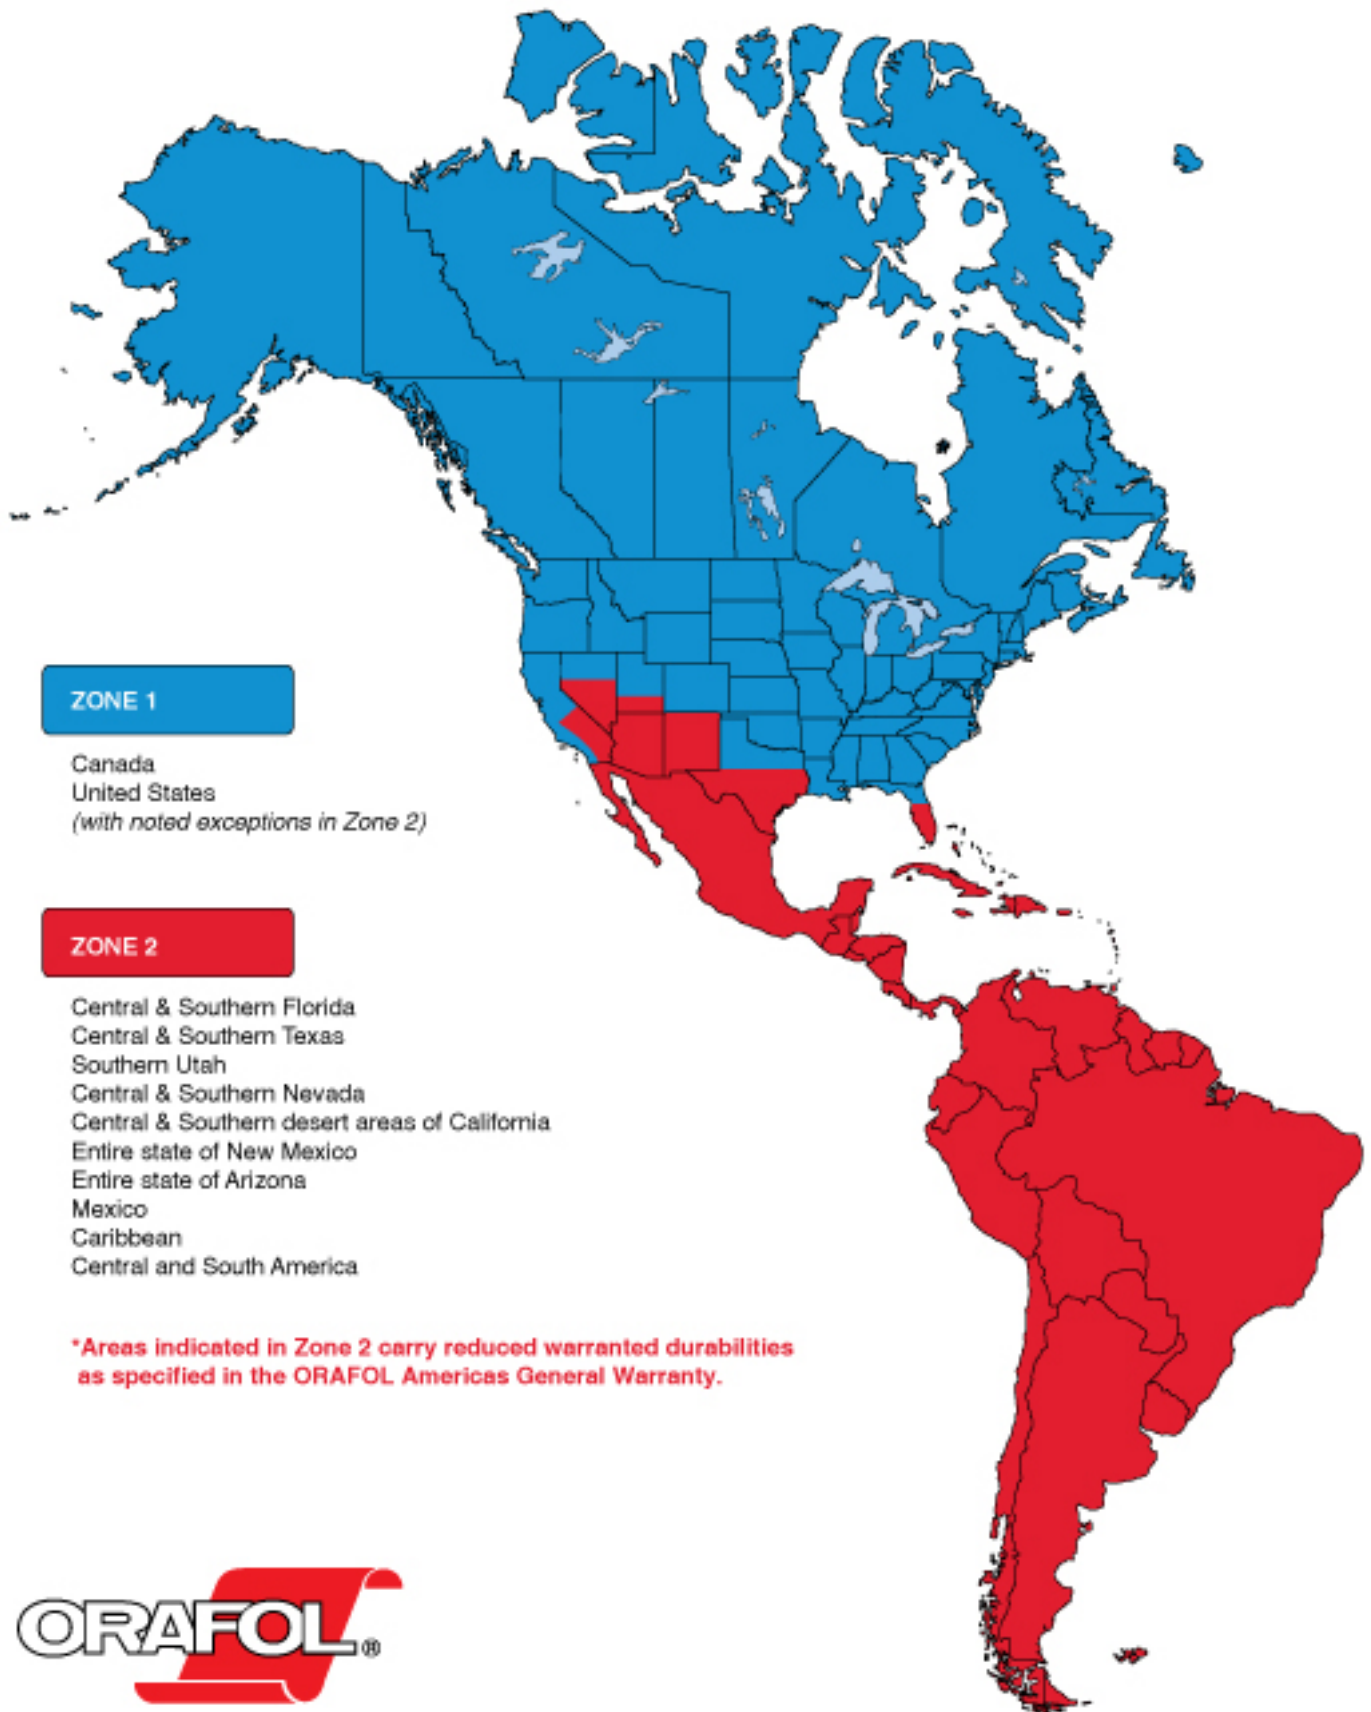 ZONE 1
Canada
United States
(with noted exceptions in Zone 2)
ZONE 2
Central & Southern Florida
Central & Southern Texas
Southern Utah
Central & Southern Nevada
Central & Southern desert areas of California
Entire state of New Mexico
Entire state of Arizona
Mexico
Caribbean
Central and South America
*Areas indicated in Zone 2 carry reduced warranted durabilities
as specified in the ORAFOL Americas General Warranty.
ORAFOL®